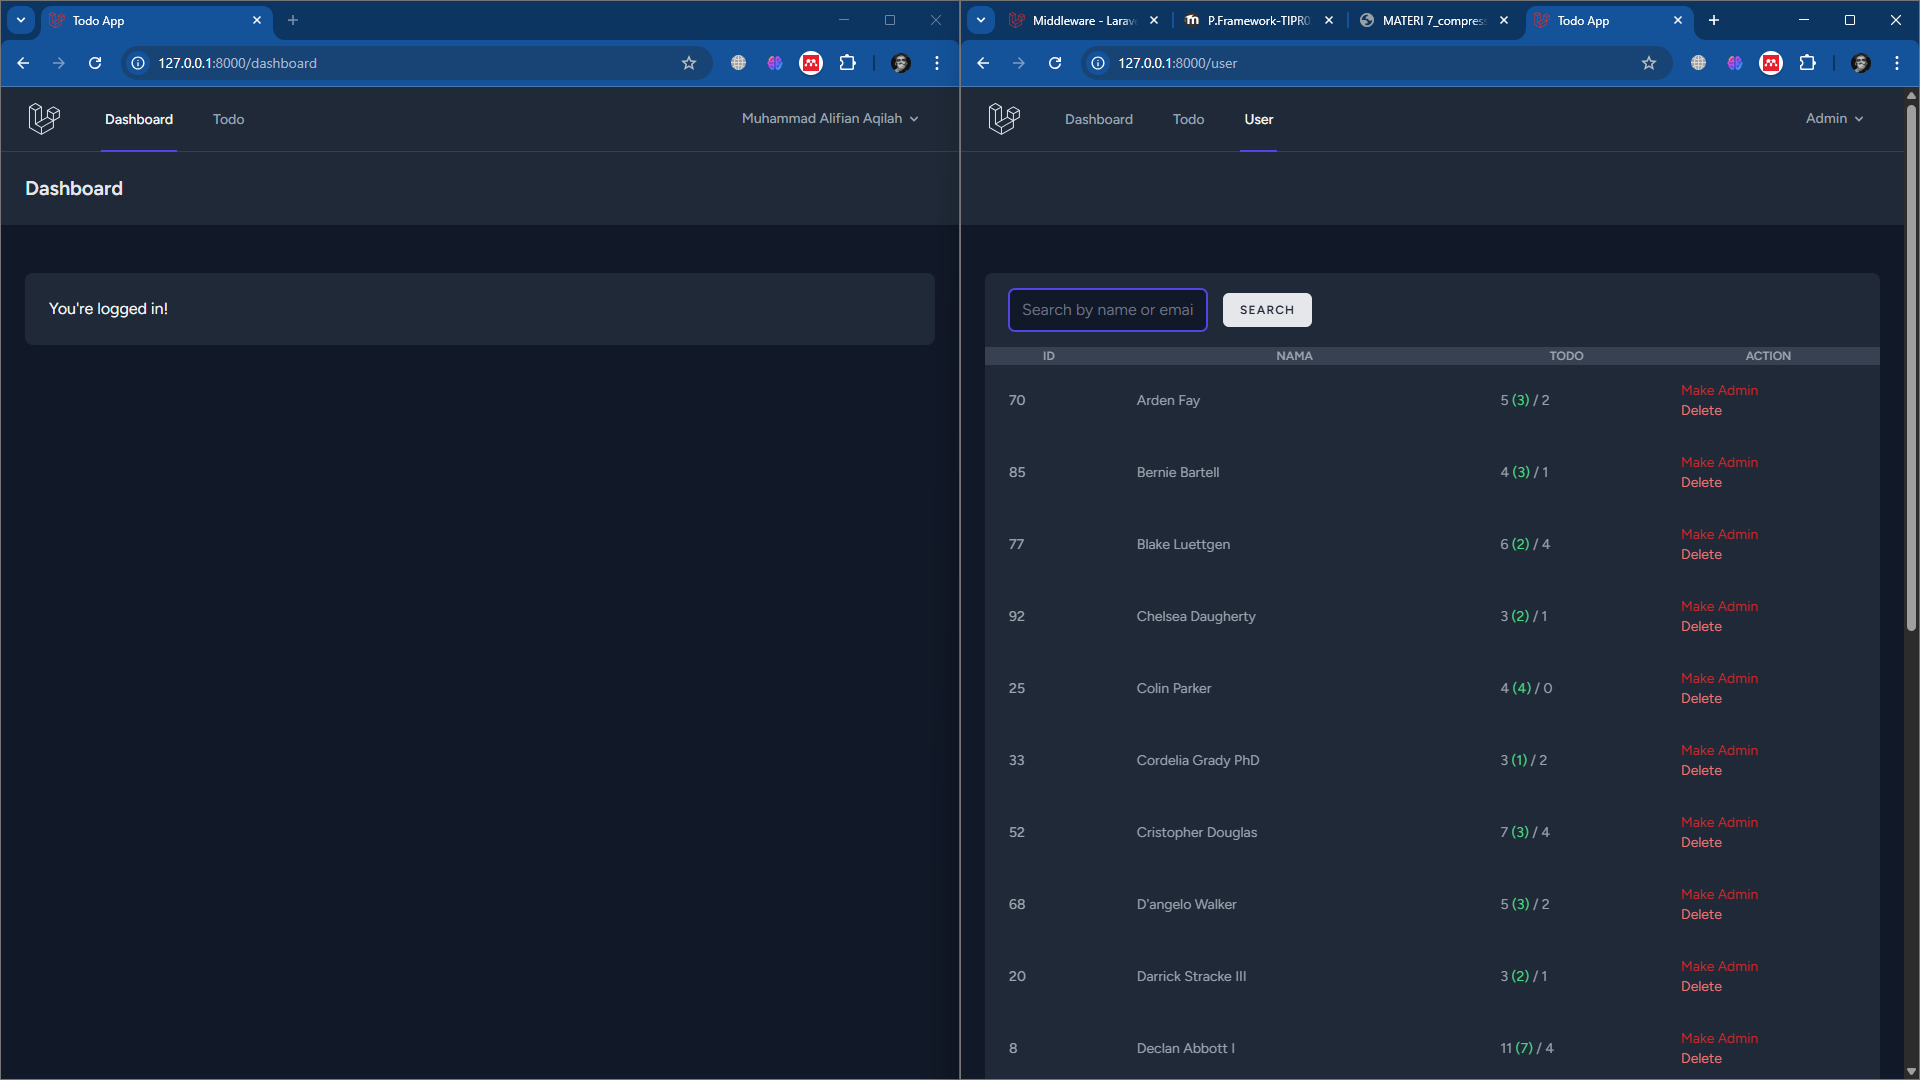 Todo App
127.0.0.1:8000/dashboard
Dashboard
Todo
Muhammad Alifian Aqilah
Dashboard
You're logged in!
Middleware - Larav
P.Framework-TIPRO
MATERI 7_compress
Todo App
127.0.0.1:8000/user
Dashboard
Todo
User
Admin
Search by name or emai
SEARCH
ID NAMA TODO ACTION
70 Arden Fay 5 (3) / 2 Make Admin
Delete
85 Bernie Bartell 4 (3) / 1 Make Admin
Delete
77 Blake Luettgen 6 (2) / 4 Make Admin
Delete
92 Chelsea Daugherty 3 (2) / 1 Make Admin
Delete
25 Colin Parker 4 (4) / 0 Make Admin
Delete
33 Cordelia Grady PhD 3 (1) / 2 Make Admin
Delete
52 Cristopher Douglas 7 (3) / 4 Make Admin
Delete
68 D'angelo Walker 5 (3) / 2 Make Admin
Delete
20 Darrick Stracke III 3 (2) / 1 Make Admin
Delete
8 Declan Abbott I 11 (7) / 4 Make Admin
Delete